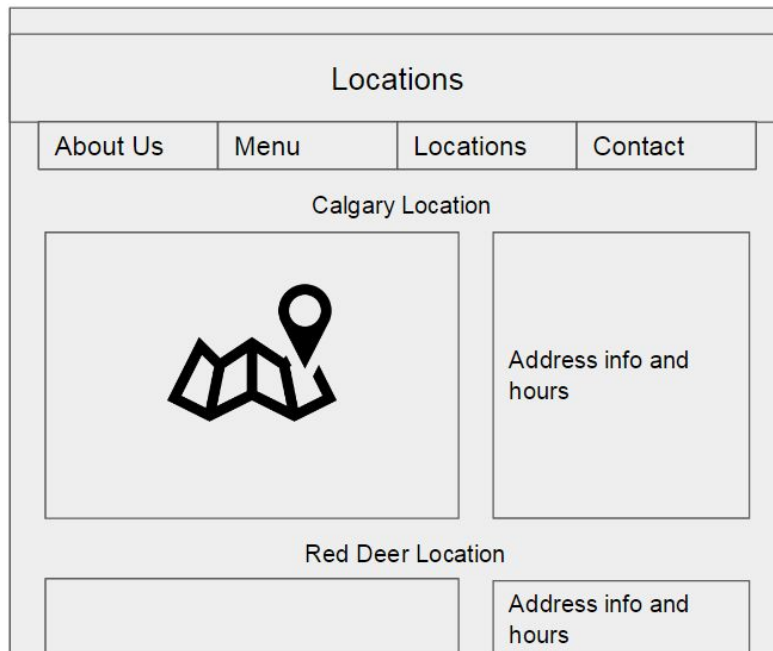 Locations
About Us
Menu
Locations
Contact
Calgary Location
Address info and
hours
Red Deer Location
Address info and
hours